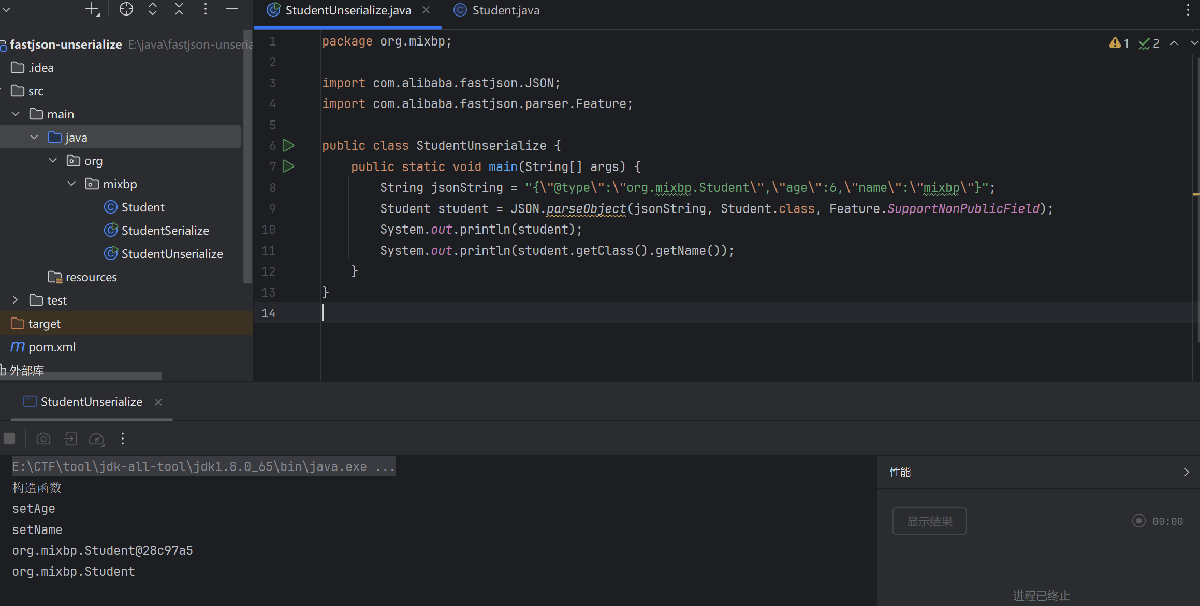 StudentUnserialize.java
Student.java
fastjson-unserialize E:\java\fastjson-unseria
.idea
src
main
java
org
mixbp
Student
StudentSerialize
StudentUnserialize
resources
test
target
pom.xml
外部库
1 package org.mixbp;
2
3 import com.alibaba.fastjson.JSON;
4 import com.alibaba.fastjson.parser.Feature;
5
6 public class StudentUnserialize {
7 public static void main(String[] args) {
8 String jsonString = "{\"@type\":\"org.mixbp.Student\",\"age\":6,\"name\":\"mixbp\"}";
9 Student student = JSON.parseObject(jsonString, Student.class, Feature.SupportNonPublicField);
10 System.out.println(student);
11 System.out.println(student.getClass().getName());
12 }
13 }
14
1 2
StudentUnserialize
E:\CTF\tool\jdk-all-tool\jdk1.8.0_65\bin\java.exe ...
构造函数
setAge
setName
org.mixbp.Student@28c97a5
org.mixbp.Student
性能
显示结果
00:00
进程已终止